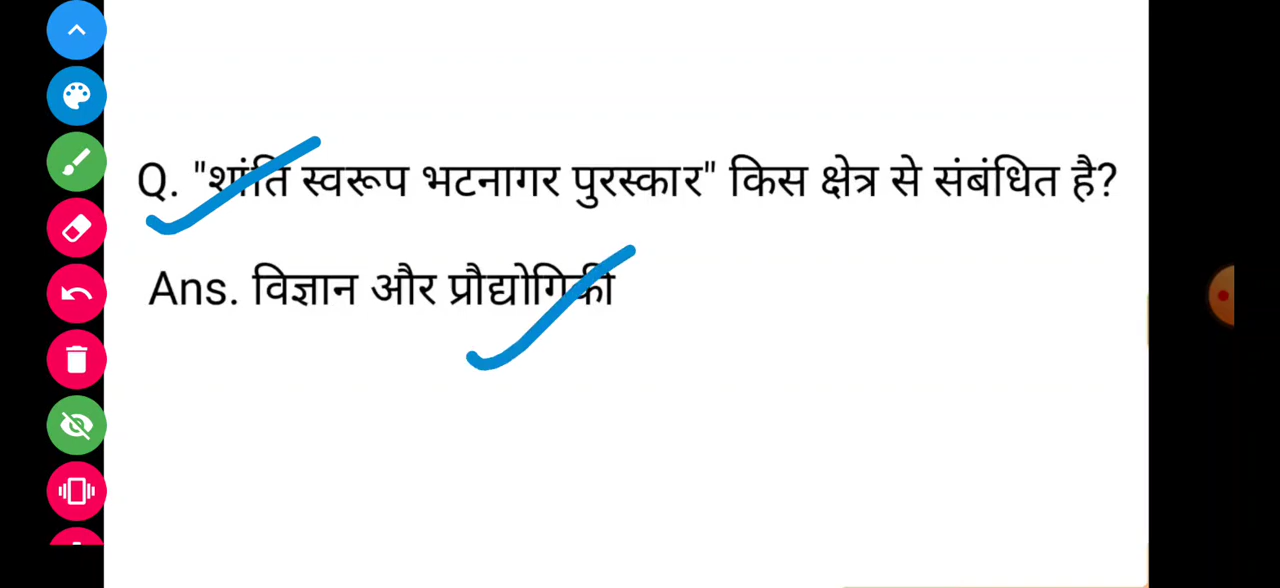 Q. "शांति स्वरूप भटनागर पुरस्कार" किस क्षेत्र से संबंधित है?
Ans. विज्ञान और प्रौद्योगिकी